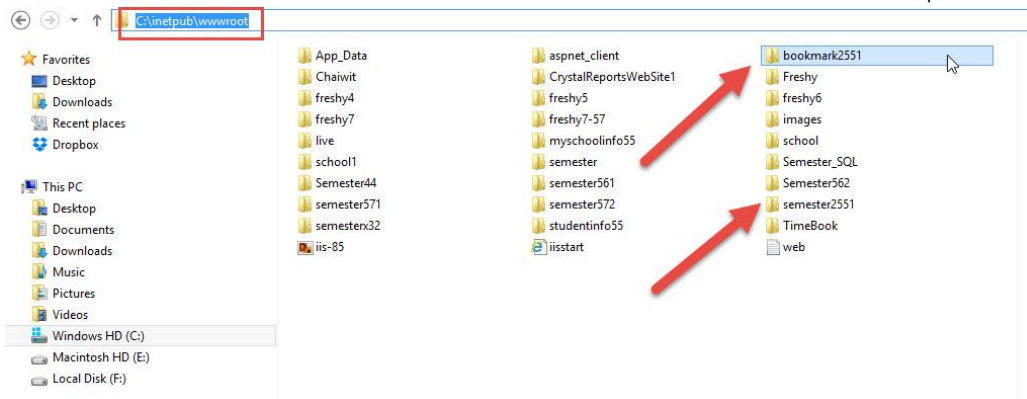 C:\inetpub\wwwroot
Favorites
Desktop
Downloads
Recent places
Dropbox
This PC
Desktop
Documents
Downloads
Music
Pictures
Videos
Windows HD (C:)
Macintosh HD (E:)
Local Disk (F:)
App_Data aspnet_client bookmark2551
Chaiwit CrystalReportsWebSite1 Freshy
freshy4 freshy5 freshy6
freshy7 freshy7-57 images
live myschoolinfo55 school
school1 semester Semester_SQL
Semester44 semester561 Semester562
semester571 semester572 semester2551
semesterx32 studentinfo55 TimeBook
iis-85 iisstart web